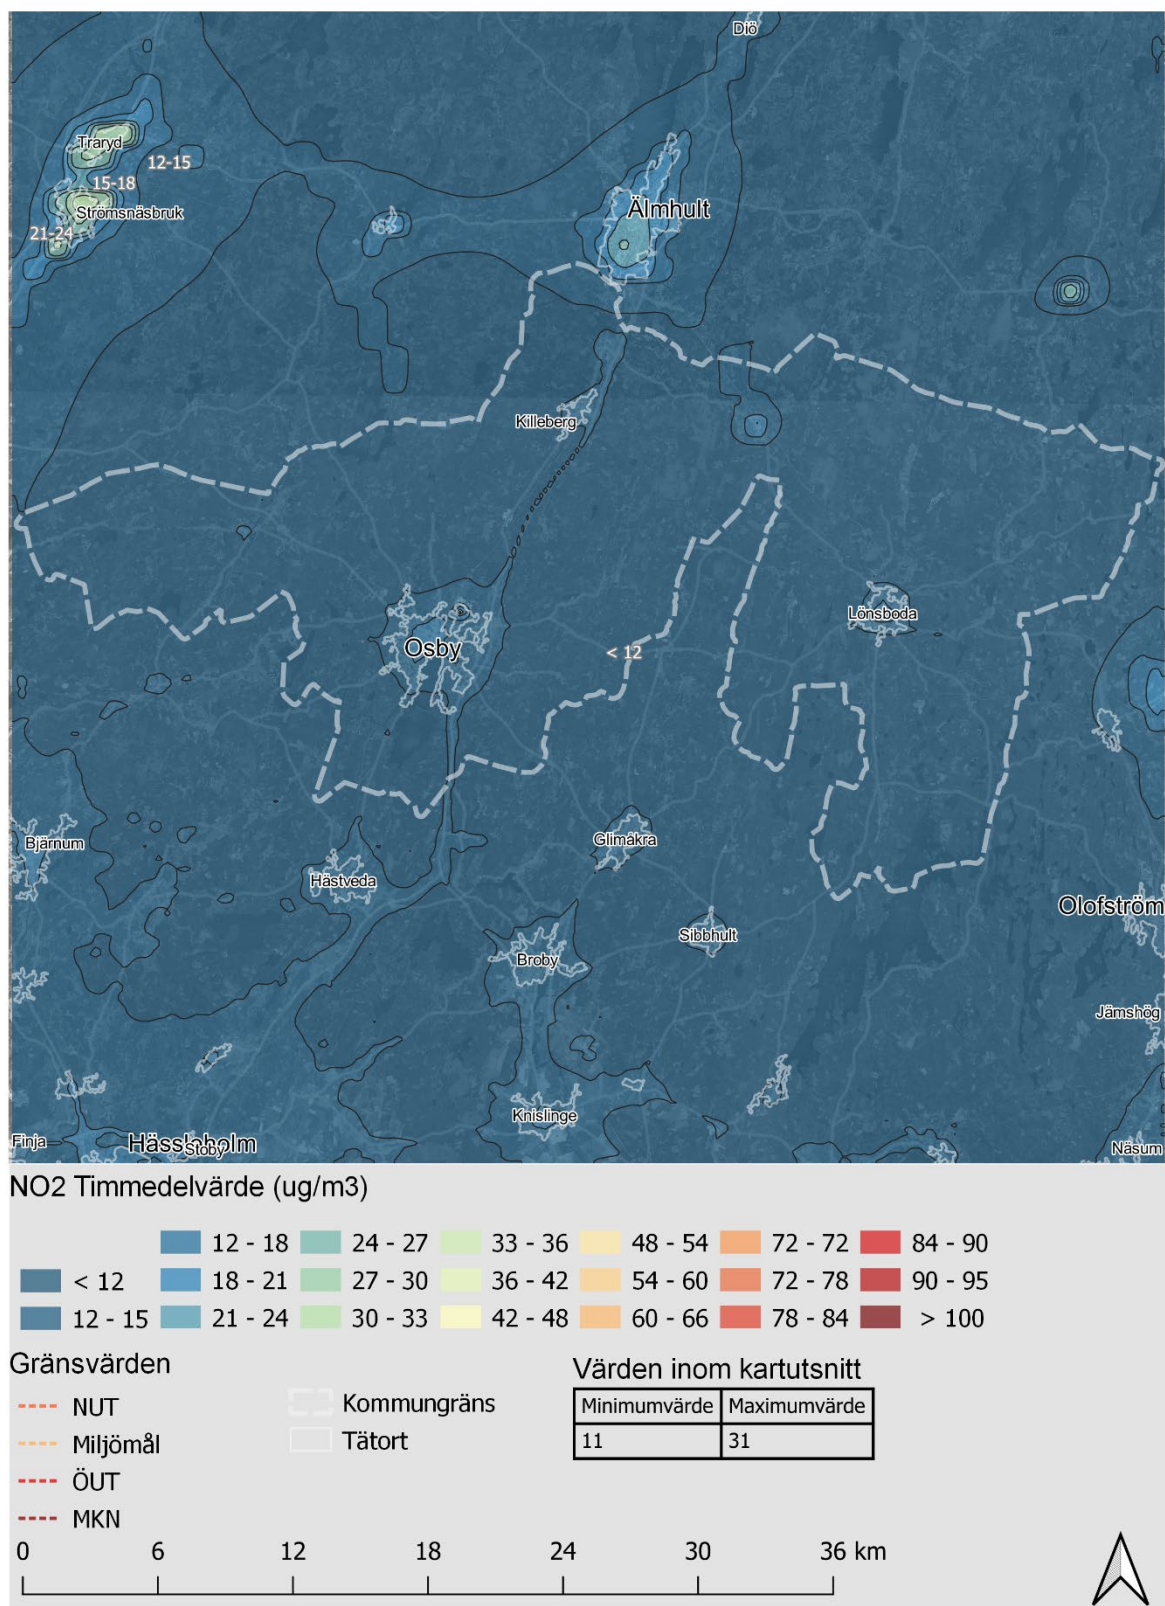 Diö
Traryd
12-15
15-18
Älmhult
Strömsnäsbruk
21-24
Killeberg
Lönsboda
Osby
< 12
Glimåkra
Bjärnum
Hästveda
Olofström
Sibbhult
Broby
Jämshög
Knislinge
Finja
Hässleholm
Stoby
Näsum
NO2 Timmedelvärde (ug/m3)
12 - 18 24 - 27 33 - 36 48 - 54 72 - 72 84 - 90
< 12 18 - 21 27 - 30 36 - 42 54 - 60 72 - 78 90 - 95
12 - 15 21 - 24 30 - 33 42 - 48 60 - 66 78 - 84 > 100
Gränsvärden
NUT
Miljömål
ÖUT
MKN
Kommungräns
Tätort
Värden inom kartutsnitt
Minimumvärde Maximumvärde
11 31
0 6 12 18 24 30 36 km